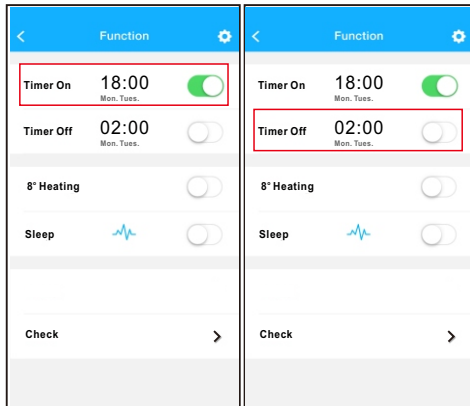 Function
Timer On 18:00
Mon. Tues.
Timer Off 02:00
Mon. Tues.
8° Heating
Sleep
Check
Function
Timer On 18:00
Mon. Tues.
Timer Off 02:00
Mon. Tues.
8° Heating
Sleep
Check